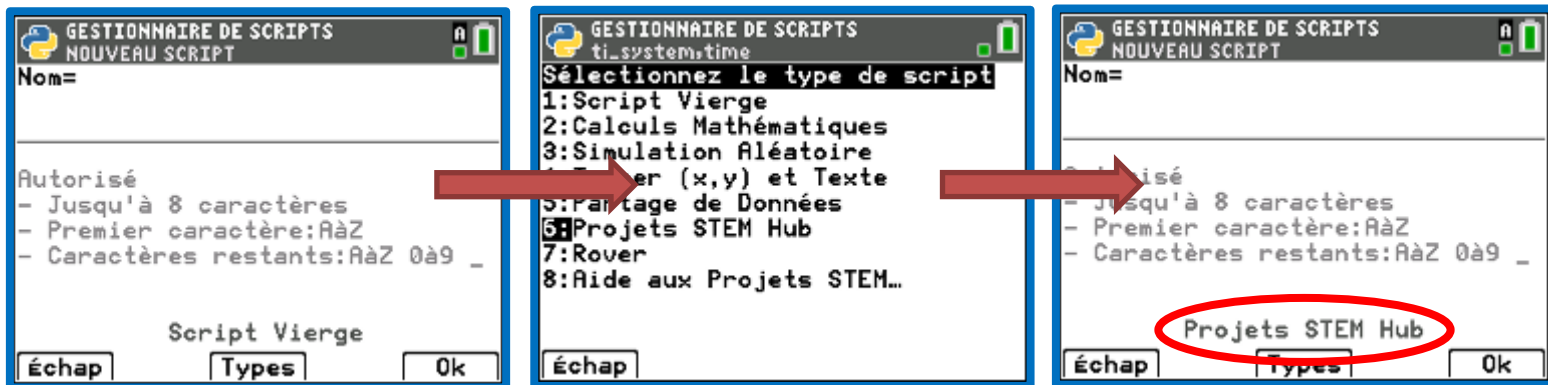 GESTIONNAIRE DE SCRIPTS
NOUVEAU SCRIPT
Nom=
Autorisé
- Jusqu'à 8 caractères
- Premier caractère:AàZ
- Caractères restants:AàZ 0à9 _
Script Vierge
Échap Types Ok
GESTIONNAIRE DE SCRIPTS
ti_system,time
Sélectionnez le type de script
1:Script Vierge
2:Calculs Mathématiques
3:Simulation Aléatoire
(x,y) et Texte
5:Partage de Données
6:Projets STEM Hub
7:Rover
8:Aide aux Projets STEM…
Échap
GESTIONNAIRE DE SCRIPTS
NOUVEAU SCRIPT
Nom=
- Jusqu'à 8 caractères
- Premier caractère:AàZ
- Caractères restants:AàZ 0à9 _
Projets STEM Hub
Échap Types Ok